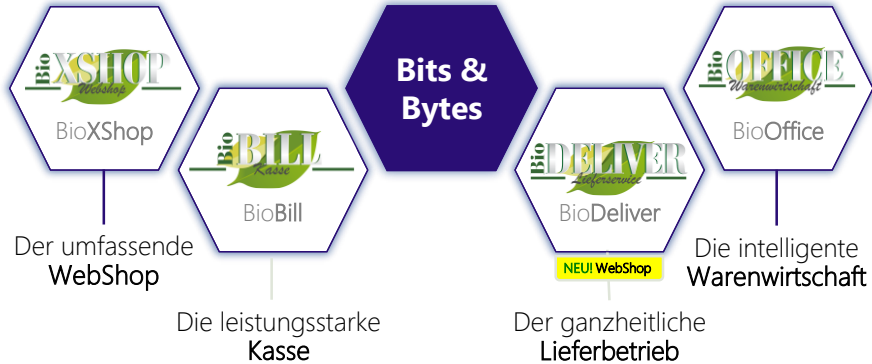 Bio XSHOP
Webshop
BioXShop
Der umfassende
WebShop
Bio BILL
Kasse
BioBill
Die leistungsstarke
Kasse
Bits &
Bytes
Bio DELIVER
Lieferservice
BioDeliver
NEU! WebShop
Der ganzheitliche
Lieferbetrieb
Bio OFFICE
Warenwirtschaft
BioOffice
Die intelligente
Warenwirtschaft